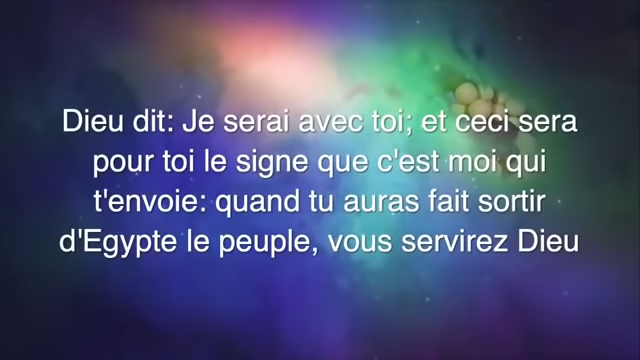 Dieu dit: Je serai avec toi; et ceci sera
pour toi le signe que c'est moi qui
t'envoie: quand tu auras fait sortir
d'Egypte le peuple, vous servirez Dieu